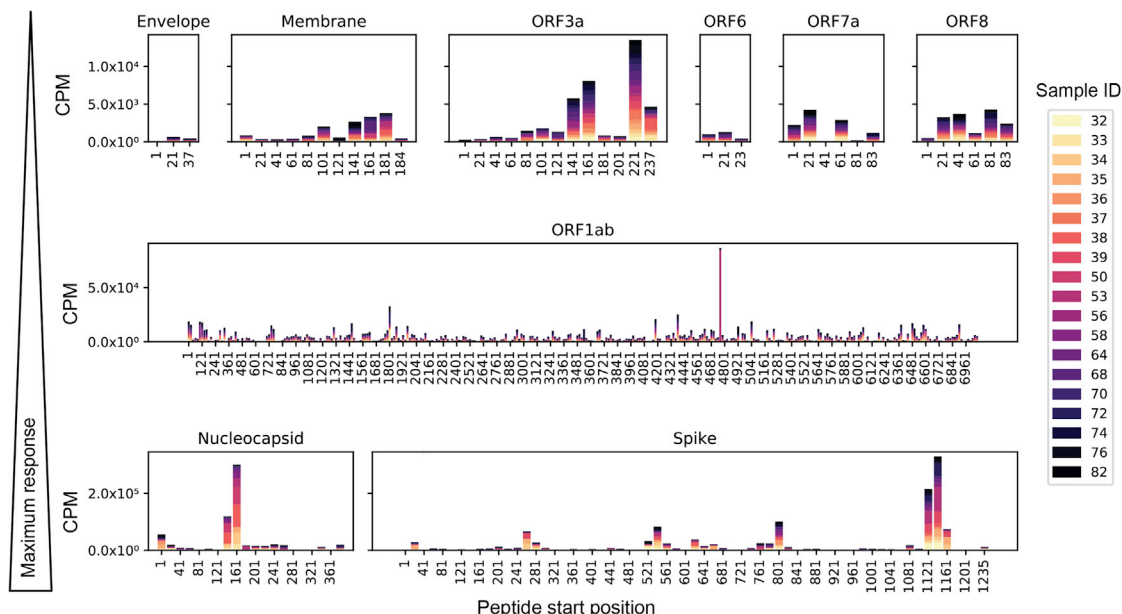 Envelope Membrane ORF3a ORF6 ORF7a ORF8
CPM
1.0x10⁴
5.0x10³
0.0x10⁰
1 21 37
1 21 41 61 81 101 121 141 161 181 184
1 21 41 61 81 101 121 141 161 181 201 221 237
1 21 23
1 21 41 61 81 83
1 21 41 61 81 83
Sample ID
32
33
34
35
36
37
38
39
50
53
56
58
64
68
70
72
74
76
82
ORF1ab
CPM
5.0x10⁴
0.0x10⁰
1 121 241 361 481 601 721 841 961 1081 1201 1321 1441 1561 1681 1801 1921 2041 2161 2281 2401 2521 2641 2761 2881 3001 3121 3241 3361 3481 3601 3721 3841 3961 4081 4201 4321 4441 4561 4681 4801 4921 5041 5161 5281 5401 5521 5641 5761 5881 6001 6121 6241 6361 6481 6601 6721 6841 6961
Nucleocapsid Spike
CPM
2.0x10⁵
0.0x10⁰
1 41 81 121 161 201 241 281 321 361
1 41 81 121 161 201 241 281 321 361 401 441 481 521 561 601 641 681 721 761 801 841 881 921 961 1001 1041 1081 1121 1161 1201 1235
Peptide start position
Maximum response